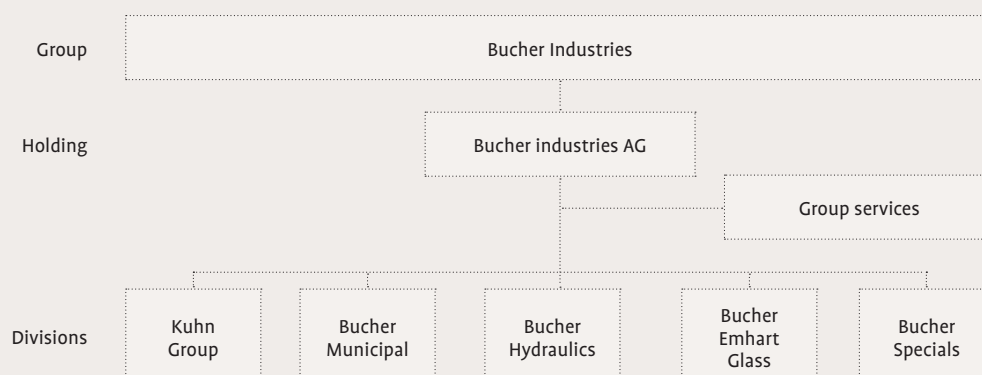 Group
Bucher Industries
Holding
Bucher industries AG
Group services
Divisions
Kuhn
Group
Bucher
Municipal
Bucher
Hydraulics
Bucher
Emhart
Glass
Bucher
Specials